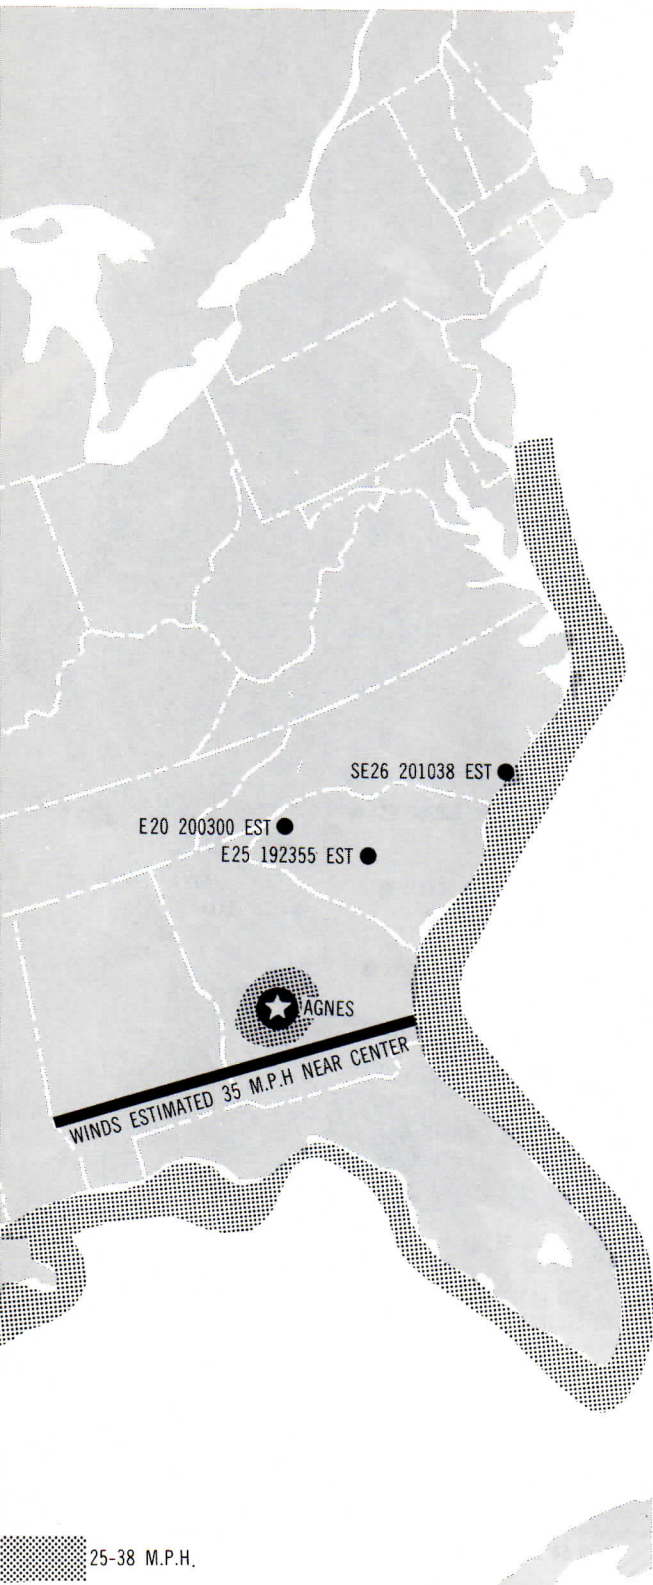 SE26 201038 EST
E20 200300 EST
E25 192355 EST
AGNES
WINDS ESTIMATED 35 M.P.H NEAR CENTER
25-38 M.P.H.